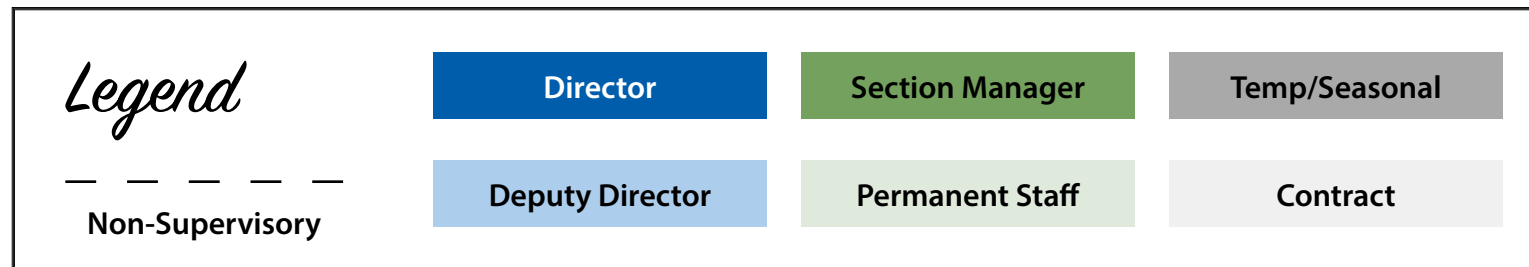 Legend
Director
Section Manager
Temp/Seasonal
Non-Supervisory
Deputy Director
Permanent Staff
Contract